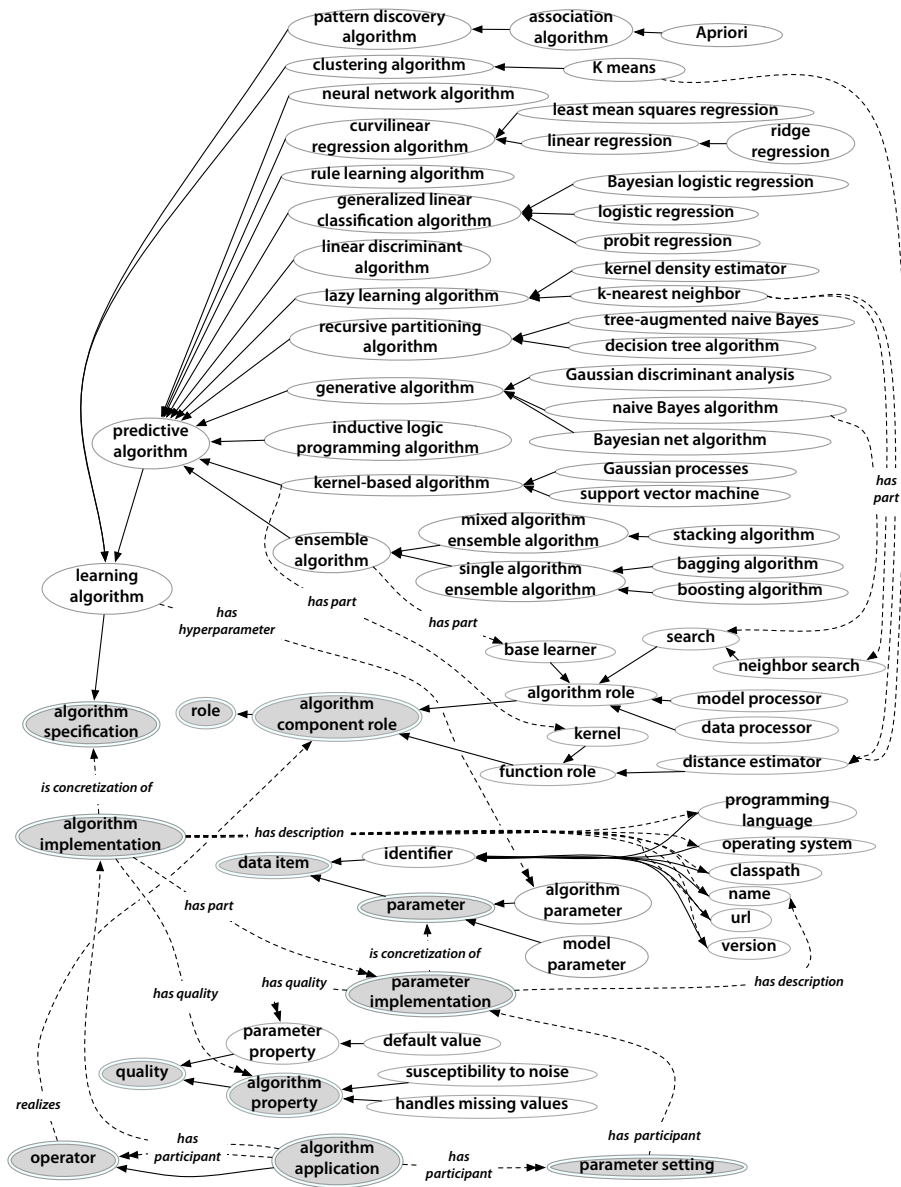 pattern discovery
algorithm
association
algorithm
Apriori
clustering algorithm
K means
neural network algorithm
least mean squares regression
curvilinear
regression algorithm
linear regression
ridge
regression
rule learning algorithm
Bayesian logistic regression
generalized linear
classification algorithm
logistic regression
probit regression
linear discriminant
algorithm
kernel density estimator
lazy learning algorithm
k-nearest neighbor
recursive partitioning
algorithm
tree-augmented naive Bayes
decision tree algorithm
generative algorithm
Gaussian discriminant analysis
naive Bayes algorithm
Bayesian net algorithm
predictive
algorithm
inductive logic
programming algorithm
kernel-based algorithm
Gaussian processes
support vector machine
has
part
ensemble
algorithm
mixed algorithm
ensemble algorithm
stacking algorithm
single algorithm
ensemble algorithm
bagging algorithm
boosting algorithm
learning
algorithm
has
hyperparameter
has part
has part
base learner
search
neighbor search
algorithm role
model processor
data processor
algorithm
specification
role
algorithm
component role
kernel
function role
distance estimator
is concretization of
algorithm
implementation
has description
programming
language
operating system
classpath
name
url
version
data item
identifier
parameter
algorithm
parameter
model
parameter
has part
is concretization of
has quality
has quality
parameter
implementation
has description
parameter
property
default value
quality
algorithm
property
susceptibility to noise
handles missing values
realizes
operator
has
participant
algorithm
application
has
participant
has participant
parameter setting